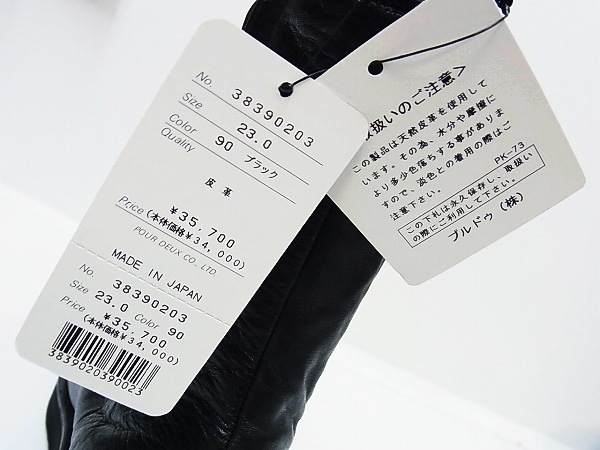 No. 38390203
Size 23.0
Color 90 ブラック
Quality
皮革
Price ¥35,700
(本体価格¥34,000)
POUR DEUX CO., LTD
MADE IN JAPAN
No. 38390203
Size 23.0 Color 90
Price ¥35,700
(本体価格¥34,000)
3839020390023
扱いのご注意>
この製品は天然皮革を使用して
います。その為、水分や摩擦に
より多少色落ちする事がありま
すので、淡色との着用の際はご
注意下さい。
PK-73
この下札は永久保存し、取扱い
の際にご利用して下さい。
プルドゥ(株)